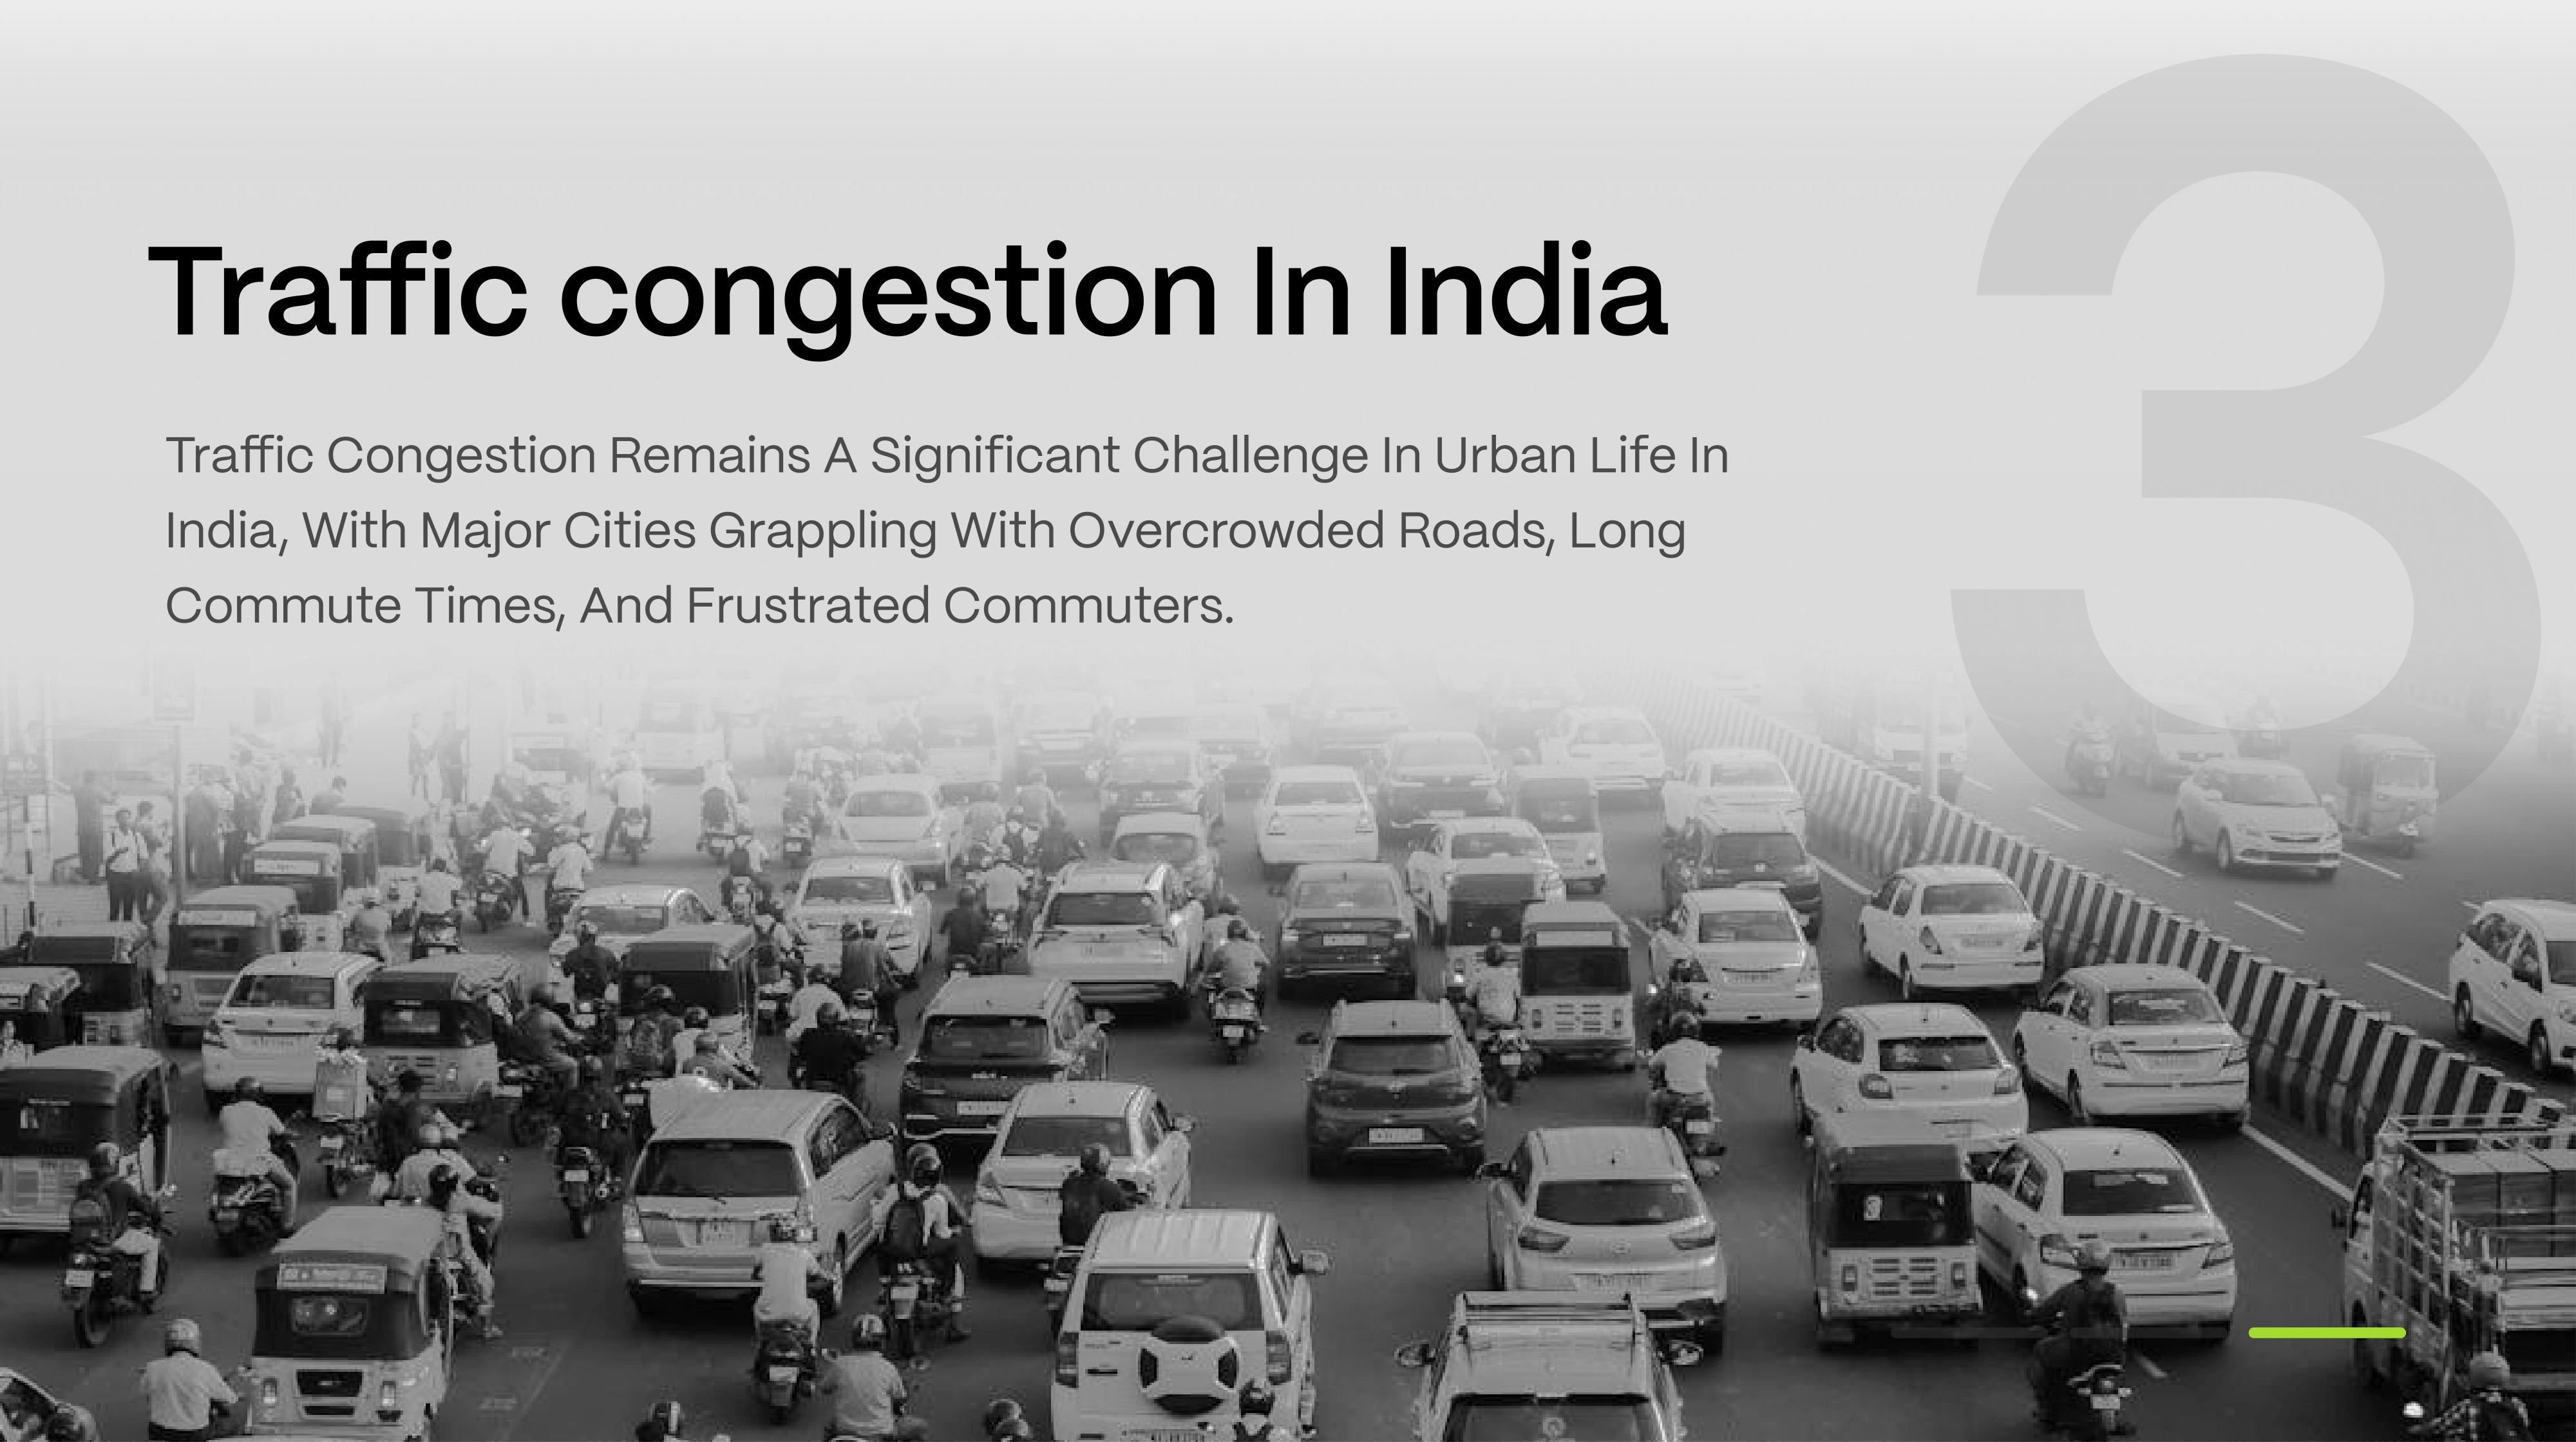 3
Traffic congestion In India
Traffic Congestion Remains A Significant Challenge In Urban Life In
India, With Major Cities Grappling With Overcrowded Roads, Long
Commute Times, And Frustrated Commuters.